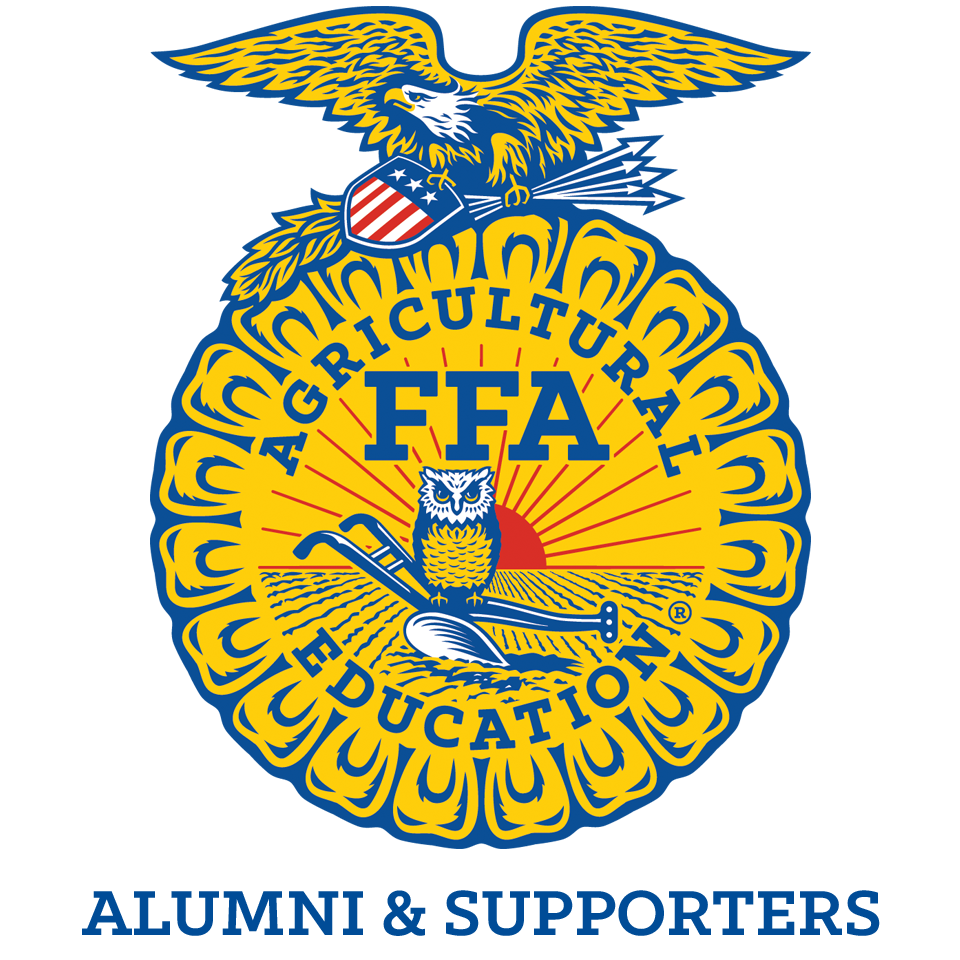 AGRICULTURAL
FFA
EDUCATION®
ALUMNI & SUPPORTERS